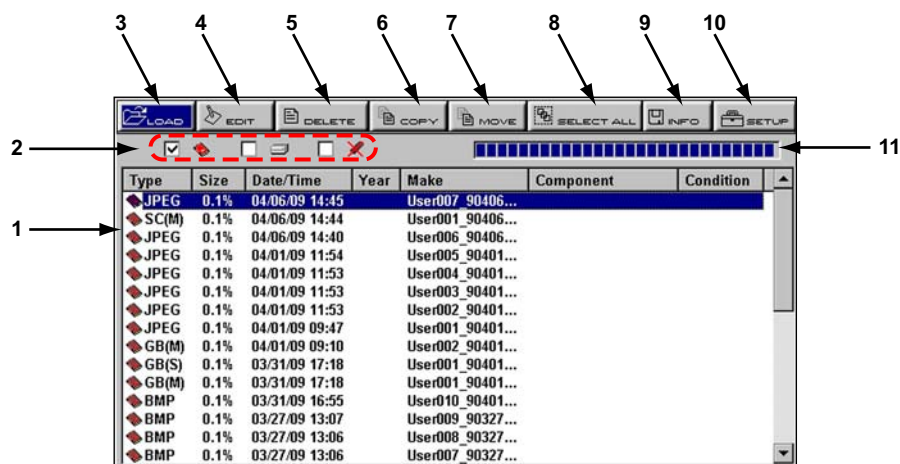 3 4 5 6 7 8 9 10
LOAD EDIT DELETE COPY MOVE SELECT ALL INFO SETUP
2 11
Type Size Date/Time Year Make Component Condition
JPEG 0.1% 04/06/09 14:45 User007_90406...
SC(M) 0.1% 04/06/09 14:44 User001_90406...
1
JPEG 0.1% 04/06/09 14:40 User006_90406...
JPEG 0.1% 04/01/09 11:54 User005_90401...
JPEG 0.1% 04/01/09 11:53 User004_90401...
JPEG 0.1% 04/01/09 11:53 User003_90401...
JPEG 0.1% 04/01/09 11:53 User002_90401...
JPEG 0.1% 04/01/09 09:47 User001_90401...
GB(M) 0.1% 04/01/09 09:10 User002_90401...
GB(S) 0.1% 03/31/09 17:18 User001_90401...
GB(M) 0.1% 03/31/09 17:18 User001_90401...
BMP 0.1% 03/31/09 16:55 User010_90401...
BMP 0.1% 03/27/09 13:07 User009_90327...
BMP 0.1% 03/27/09 13:06 User008_90327...
BMP 0.1% 03/27/09 13:06 User007_90327...